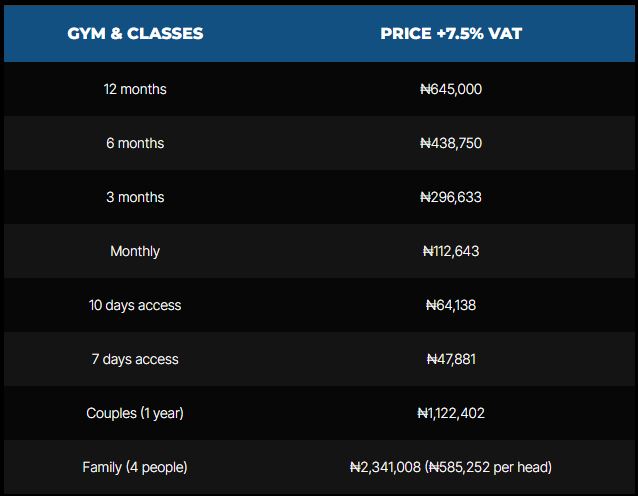 GYM & CLASSES PRICE +7.5% VAT
12 months ₦645,000
6 months ₦438,750
3 months ₦296,633
Monthly ₦112,643
10 days access ₦64,138
7 days access ₦47,881
Couples (1 year) ₦1,122,402
Family (4 people) ₦2,341,008 (₦585,252 per head)